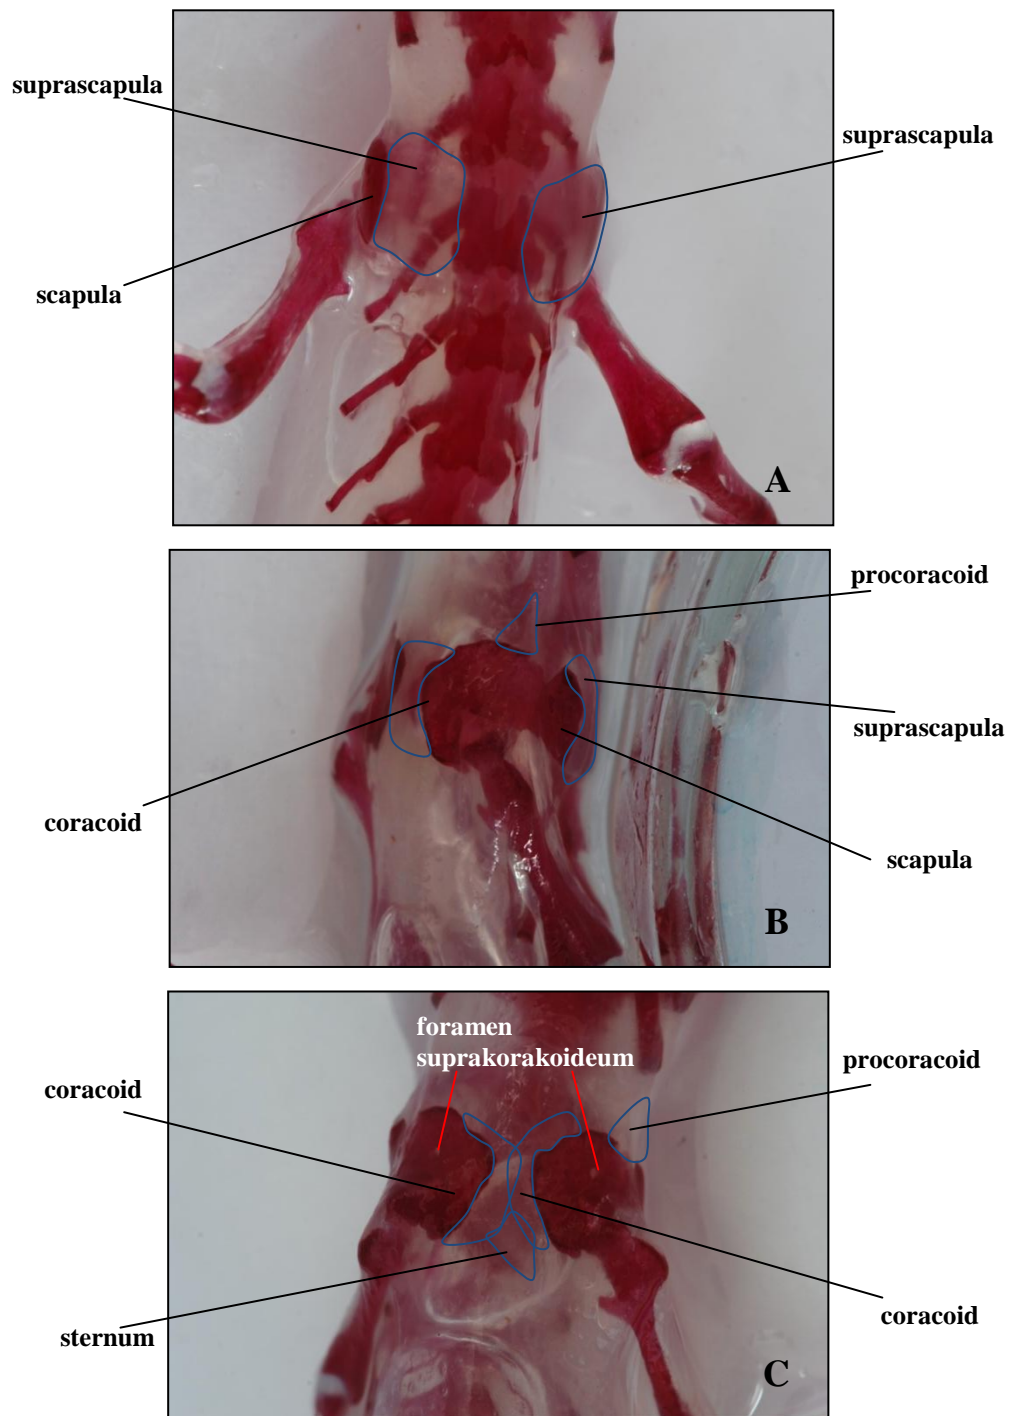 suprascapula
suprascapula
scapula
A
procoracoid
suprascapula
coracoid
scapula
B
foramen
suprakorakoideum
procoracoid
coracoid
coracoid
sternum
C